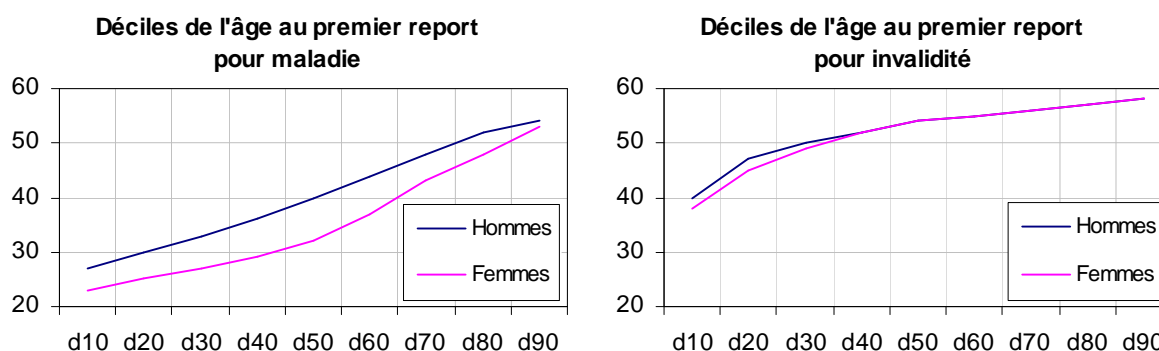 Déciles de l'âge au premier report
pour maladie
60
50
40
30
20
Hommes
Femmes
d10 d20 d30 d40 d50 d60 d70 d80 d90
Déciles de l'âge au premier report
pour invalidité
60
50
40
30
20
Hommes
Femmes
d10 d20 d30 d40 d50 d60 d70 d80 d90